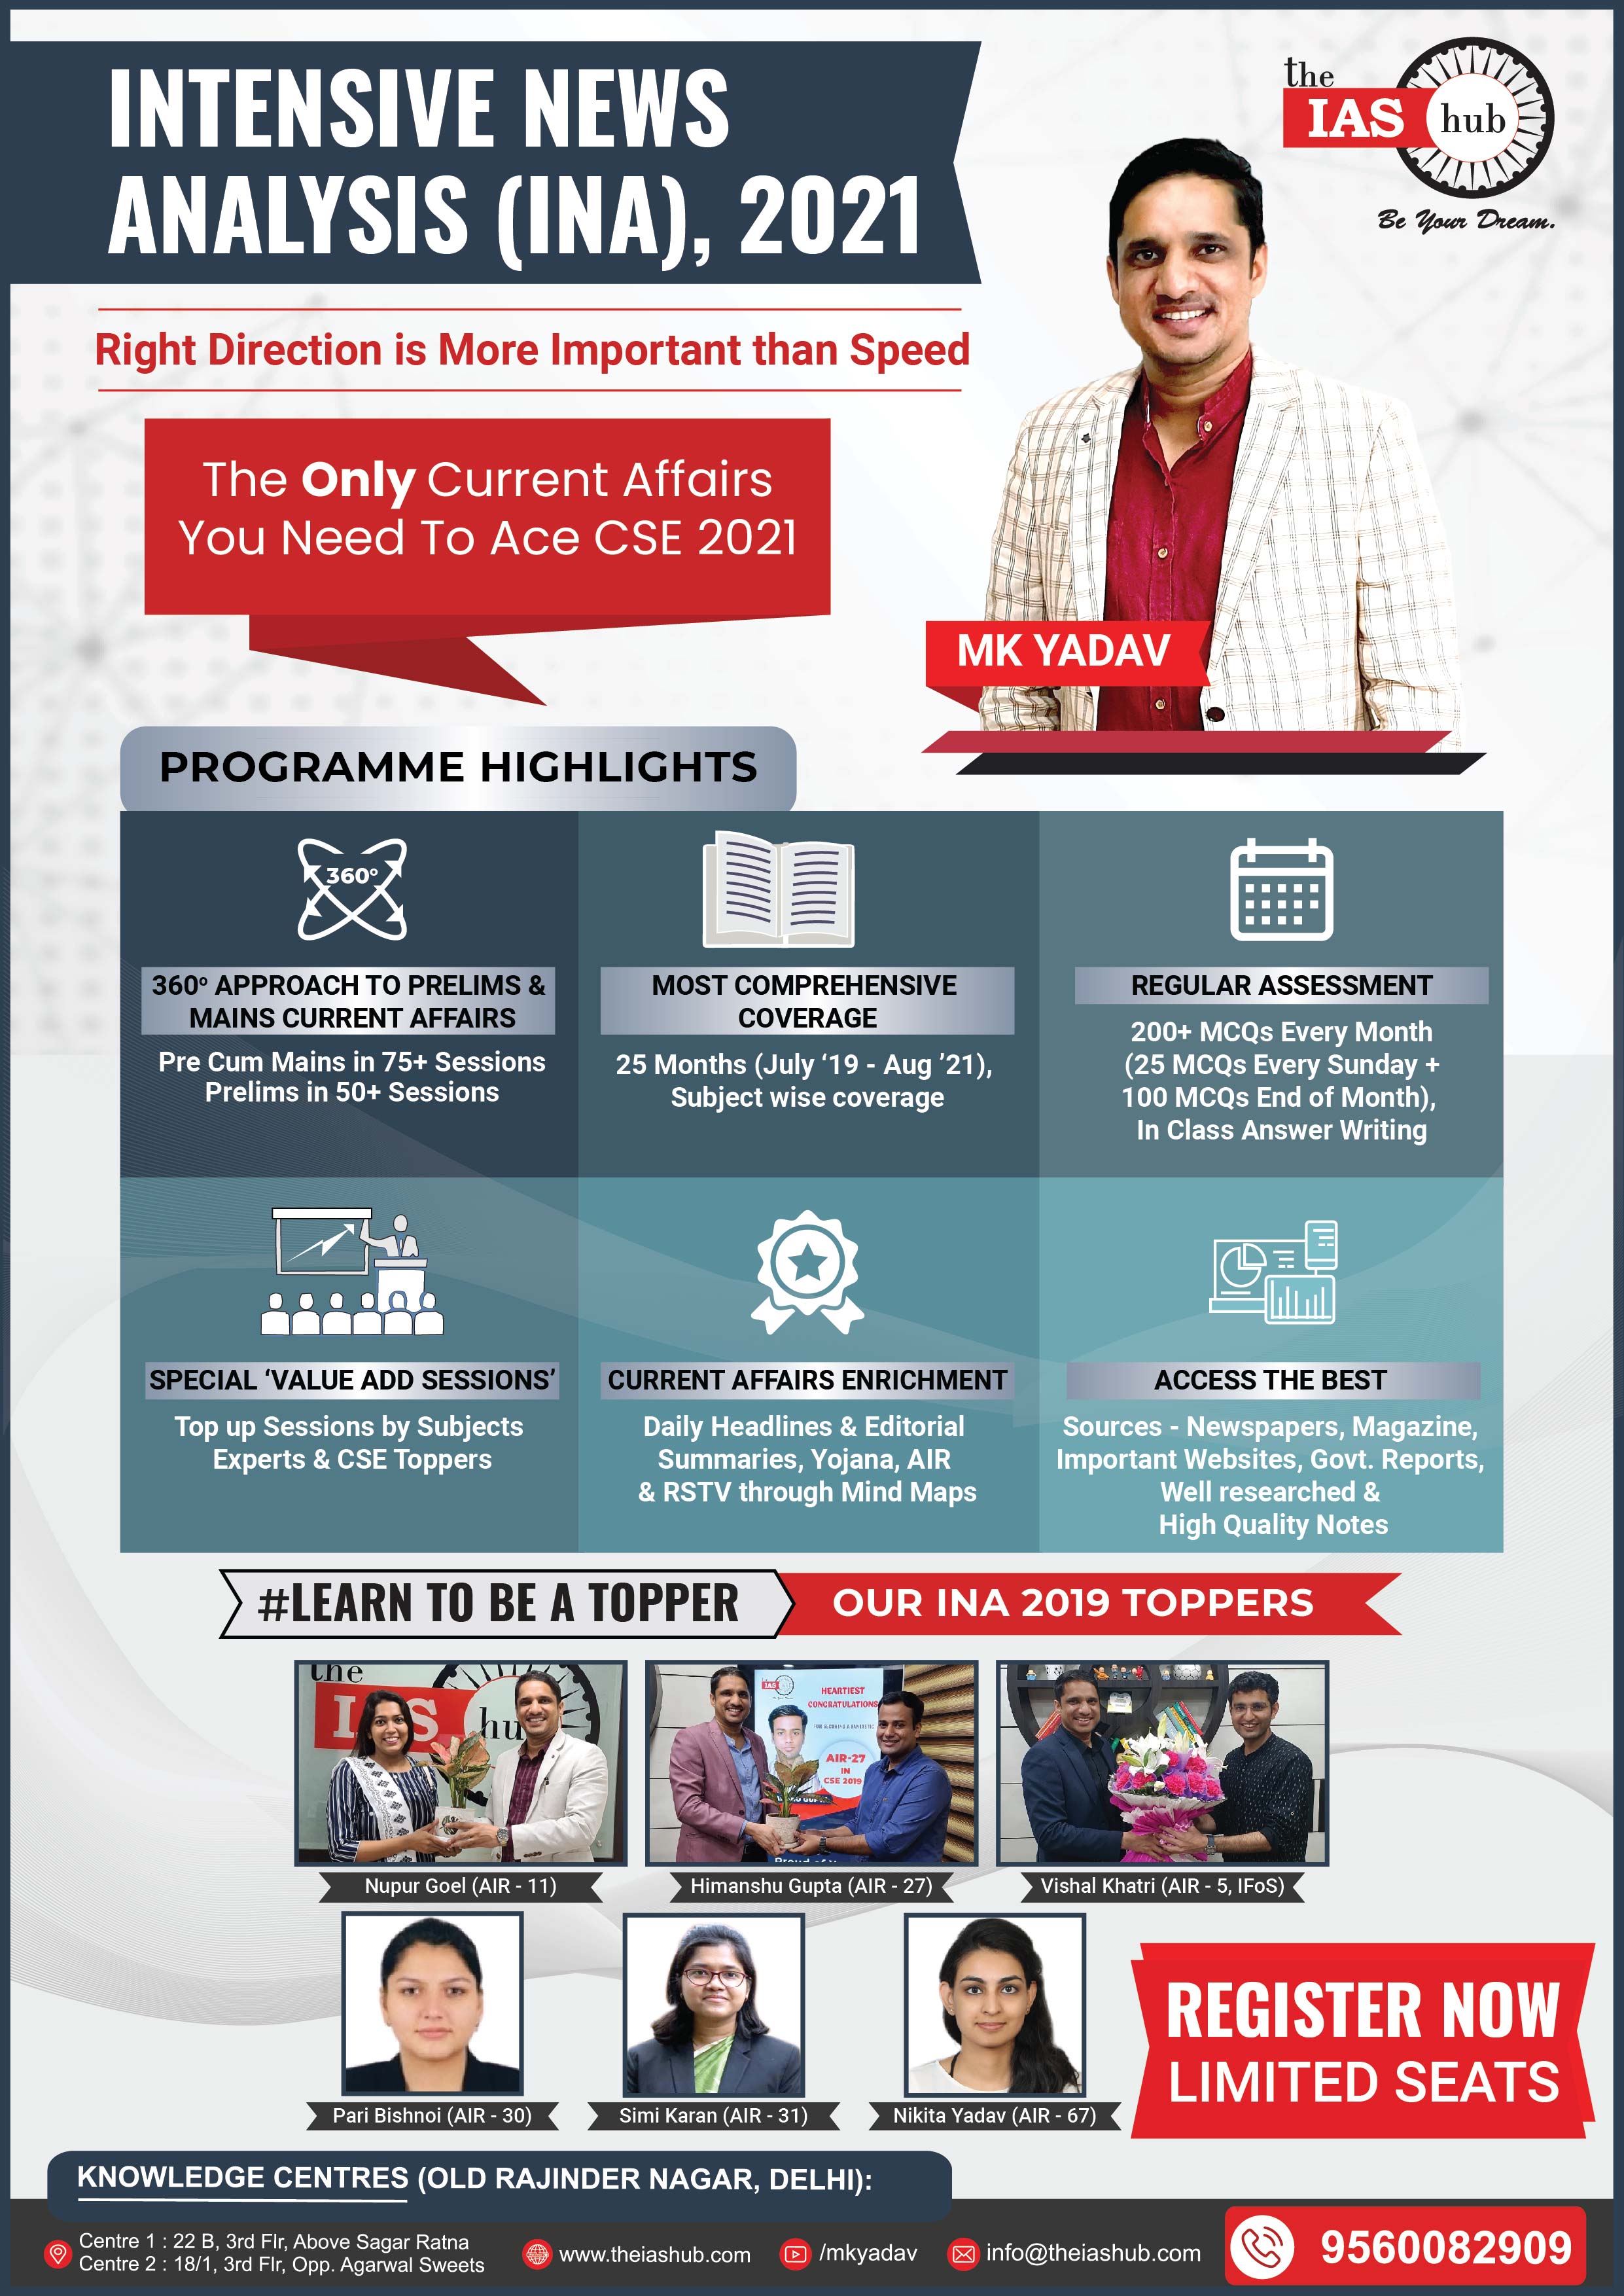 INTENSIVE NEWS
ANALYSIS (INA), 2021
the
IAS hub
Be Your Dream.
Right Direction is More Important than Speed
The Only Current Affairs
You Need To Ace CSE 2021
MK YADAV
PROGRAMME HIGHLIGHTS
360°
360º APPROACH TO PRELIMS &
MAINS CURRENT AFFAIRS
Pre Cum Mains in 75+ Sessions
Prelims in 50+ Sessions
MOST COMPREHENSIVE
COVERAGE
25 Months (July ‘19 - Aug ’21),
Subject wise coverage
REGULAR ASSESSMENT
200+ MCQs Every Month
(25 MCQs Every Sunday +
100 MCQs End of Month),
In Class Answer Writing
SPECIAL ‘VALUE ADD SESSIONS’
Top up Sessions by Subjects
Experts & CSE Toppers
CURRENT AFFAIRS ENRICHMENT
Daily Headlines & Editorial
Summaries, Yojana, AIR
& RSTV through Mind Maps
ACCESS THE BEST
Sources - Newspapers, Magazine,
Important Websites, Govt. Reports,
Well researched &
High Quality Notes
#LEARN TO BE A TOPPER
OUR INA 2019 TOPPERS
the
IAS hu
IAS
HEARTIEST
CONGRATULATIONS
AIR-27
IN
CSE 2019
Nupur Goel (AIR - 11)
Himanshu Gupta (AIR - 27)
Vishal Khatri (AIR - 5, IFoS)
Pari Bishnoi (AIR - 30)
Simi Karan (AIR - 31)
Nikita Yadav (AIR - 67)
REGISTER NOW
LIMITED SEATS
KNOWLEDGE CENTRES (OLD RAJINDER NAGAR, DELHI):
Centre 1 : 22 B, 3rd Flr, Above Sagar Ratna
Centre 2 : 18/1, 3rd Flr, Opp. Agarwal Sweets
www.theiashub.com
/mkyadav
info@theiashub.com
9560082909